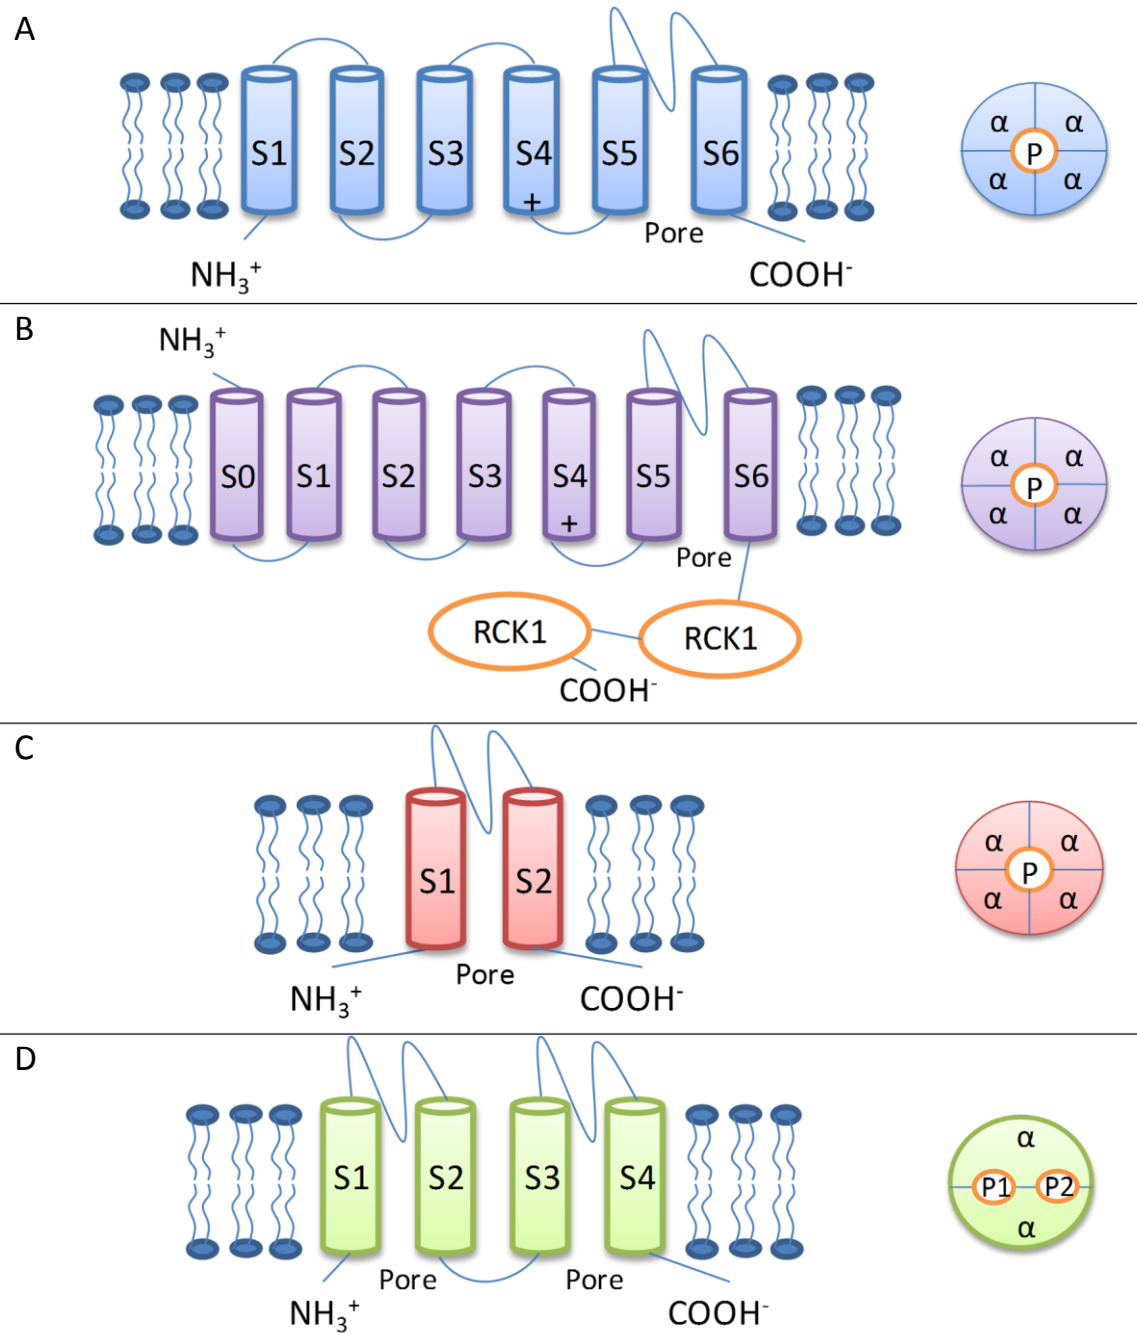 A
S1 S2 S3 S4 S5 S6
+
Pore
NH₃⁺ COOH⁻
α α
P
α α
B
NH₃⁺
S0 S1 S2 S3 S4 S5 S6
+
Pore
RCK1 RCK1
COOH⁻
α α
P
α α
C
S1 S2
Pore
NH₃⁺ COOH⁻
α α
P
α α
D
S1 S2 S3 S4
Pore Pore
NH₃⁺ COOH⁻
α
P1 P2
α